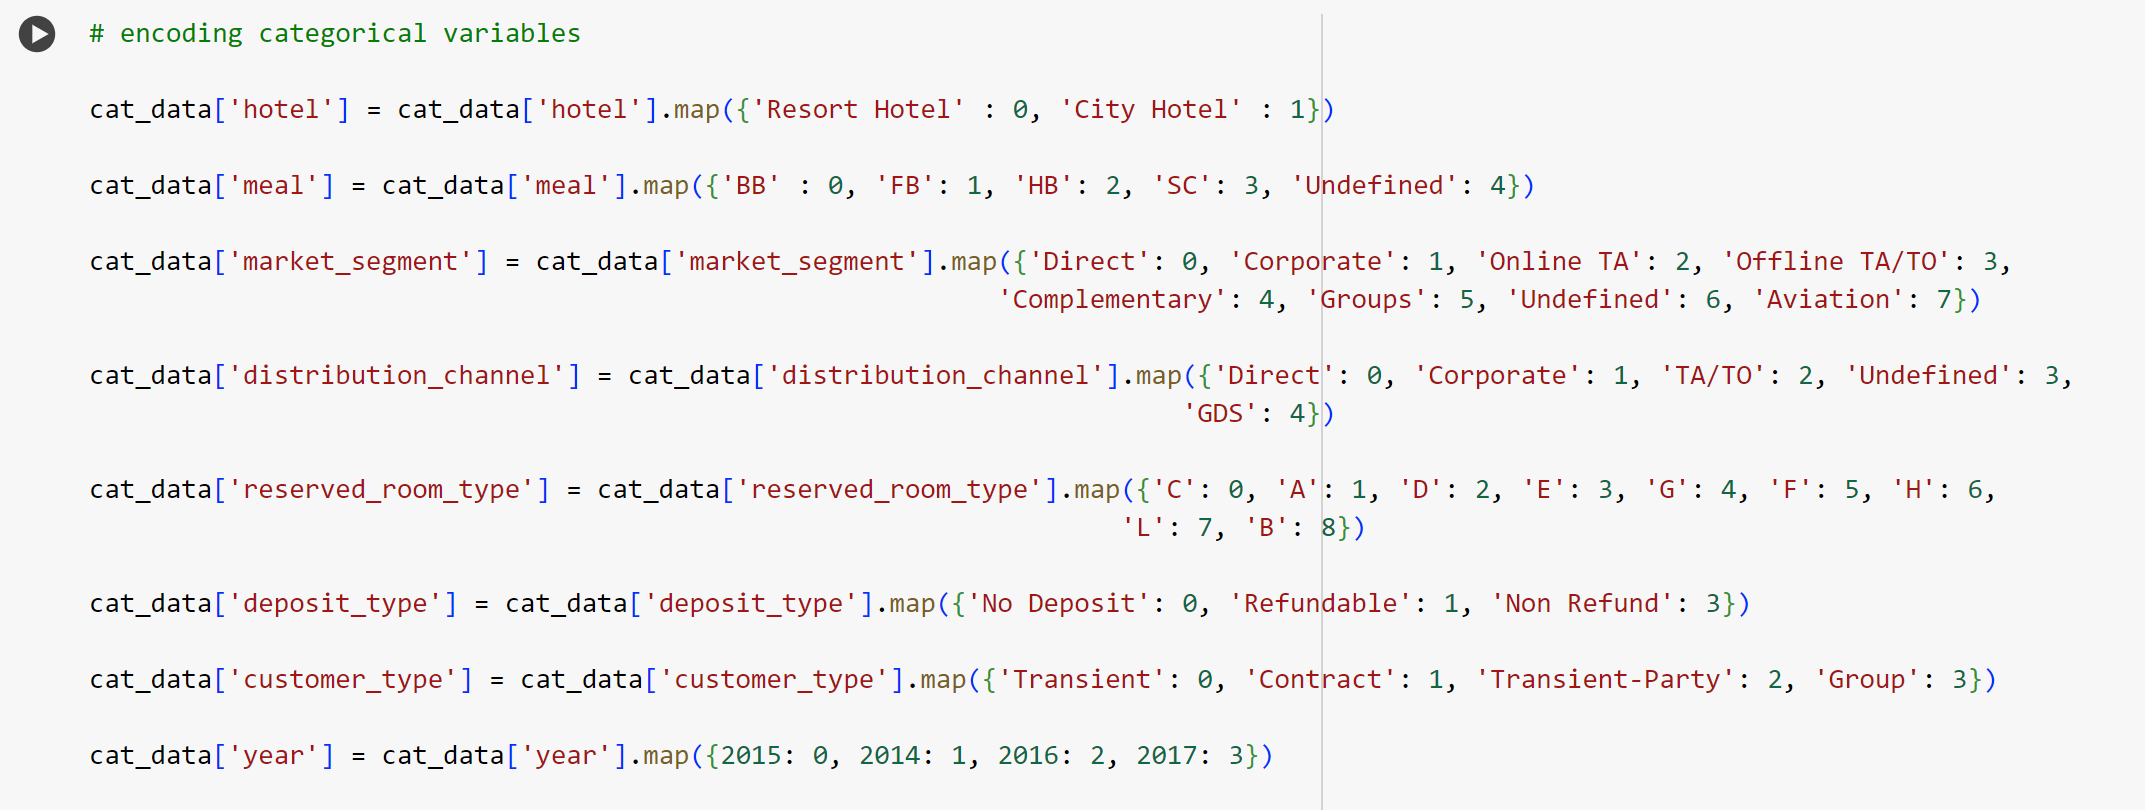 # encoding categorical variables
cat_data['hotel'] = cat_data['hotel'].map({'Resort Hotel' : 0, 'City Hotel' : 1})
cat_data['meal'] = cat_data['meal'].map({'BB' : 0, 'FB': 1, 'HB': 2, 'SC': 3, 'Undefined': 4})
cat_data['market_segment'] = cat_data['market_segment'].map({'Direct': 0, 'Corporate': 1, 'Online TA': 2, 'Offline TA/TO': 3,
'Complementary': 4, 'Groups': 5, 'Undefined': 6, 'Aviation': 7})
cat_data['distribution_channel'] = cat_data['distribution_channel'].map({'Direct': 0, 'Corporate': 1, 'TA/TO': 2, 'Undefined': 3,
'GDS': 4})
cat_data['reserved_room_type'] = cat_data['reserved_room_type'].map({'C': 0, 'A': 1, 'D': 2, 'E': 3, 'G': 4, 'F': 5, 'H': 6,
'L': 7, 'B': 8})
cat_data['deposit_type'] = cat_data['deposit_type'].map({'No Deposit': 0, 'Refundable': 1, 'Non Refund': 3})
cat_data['customer_type'] = cat_data['customer_type'].map({'Transient': 0, 'Contract': 1, 'Transient-Party': 2, 'Group': 3})
cat_data['year'] = cat_data['year'].map({2015: 0, 2014: 1, 2016: 2, 2017: 3})